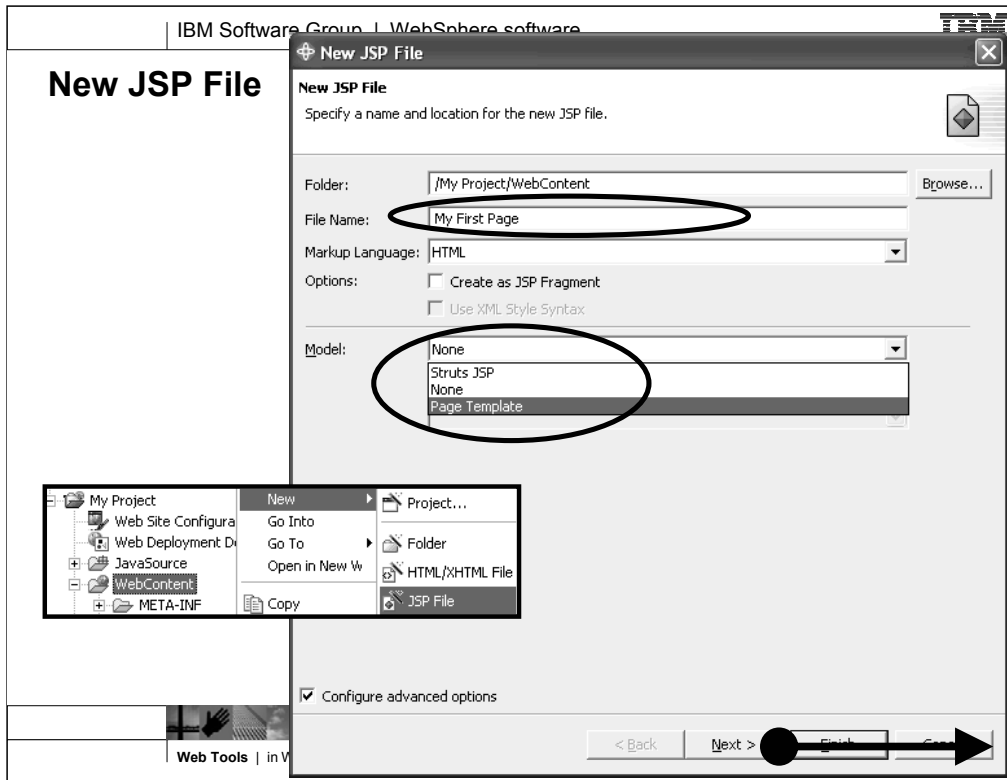 IBM Software Group | WebSphere software
IBM
New JSP File
New JSP File
New JSP File
Specify a name and location for the new JSP file.
Folder: /My Project/WebContent Browse...
File Name: My First Page
Markup Language: HTML
Options: Create as JSP Fragment
Use XML Style Syntax
Model: None
Struts JSP
None
Page Template
My Project
Web Site Configura
Web Deployment De
JavaSource
WebContent
META-INF
New
Go Into
Go To
Open in New W
Copy
Project...
Folder
HTML/XHTML File
JSP File
Configure advanced options
< Back Next > Finish
Web Tools | in W